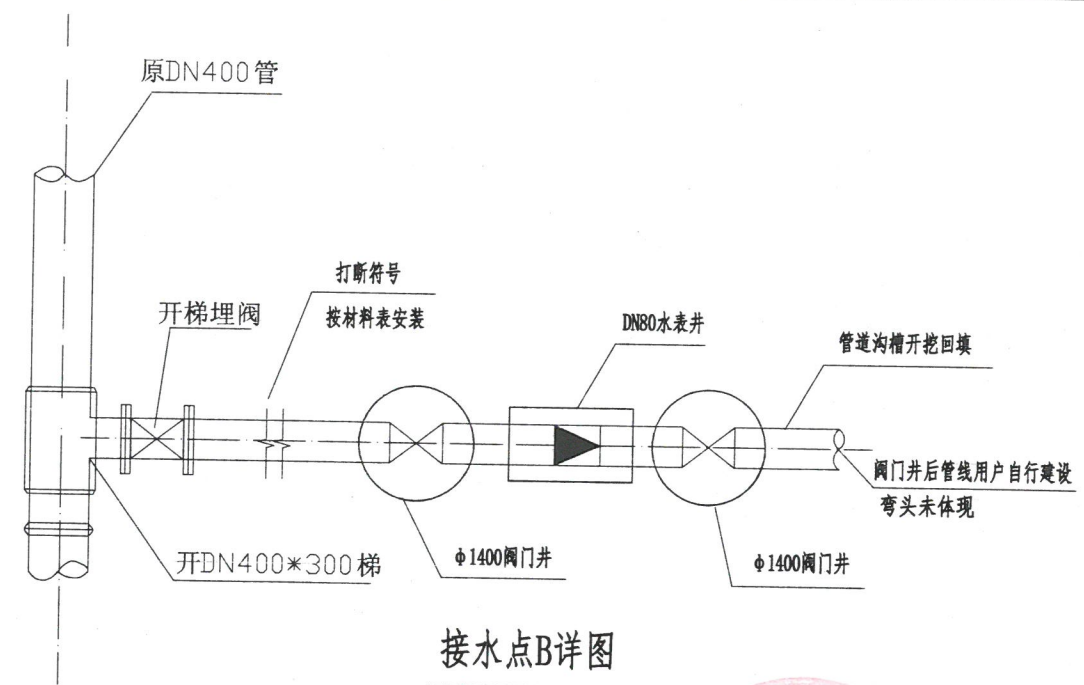 原DN400管
打断符号
按材料表安装
开梯埋阀
DN80水表井
管道沟槽开挖回填
阀门井后管线用户自行建设
弯头未体现
开DN400*300梯
φ1400阀门井
φ1400阀门井
接水点B详图